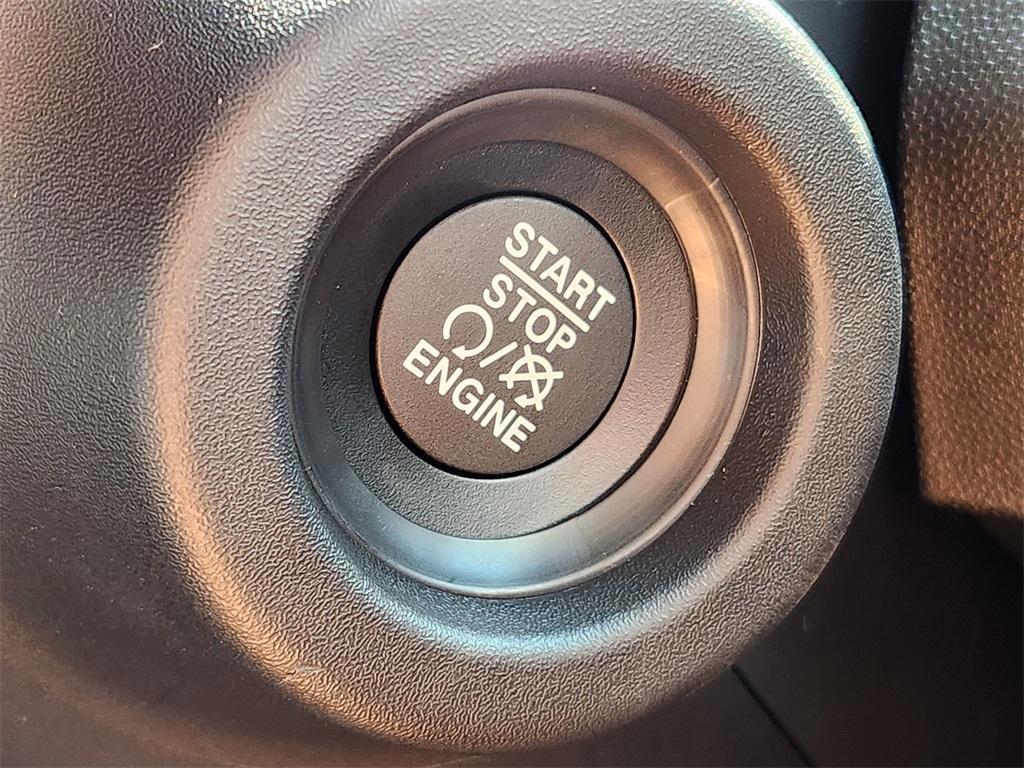 START
STOP
/
ENGINE